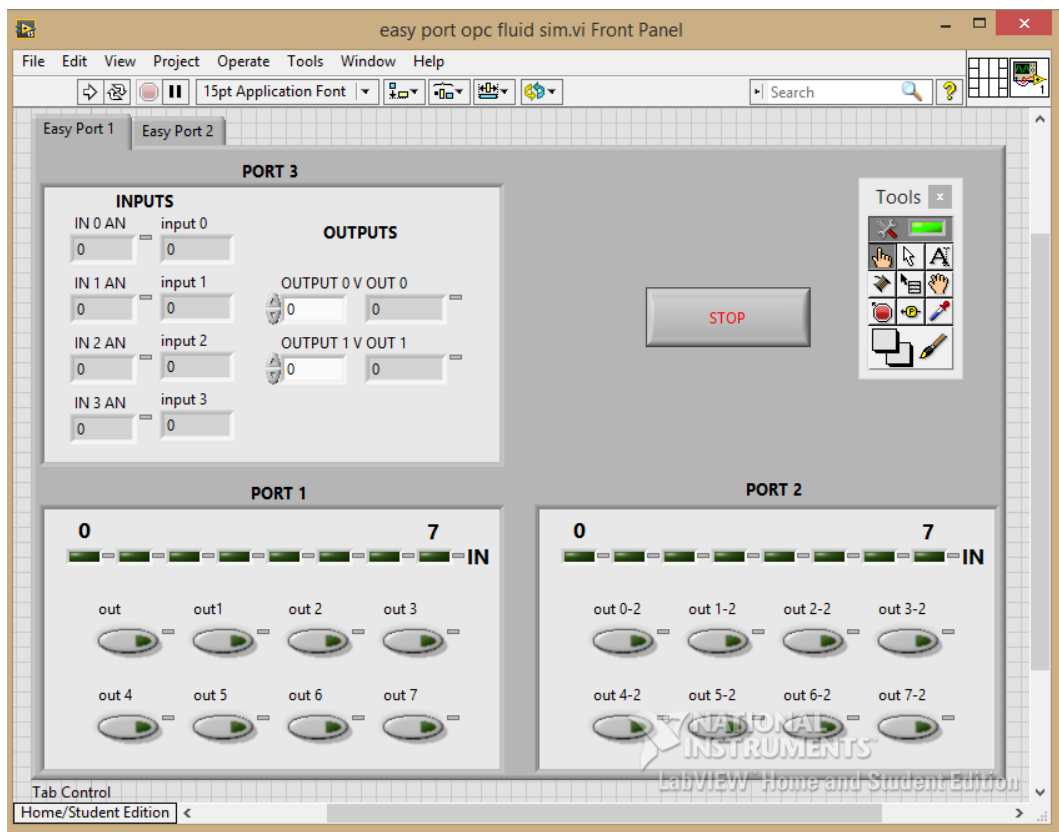 easy port opc fluid sim.vi Front Panel
File Edit View Project Operate Tools Window Help
15pt Application Font
Search
1
Easy Port 1 Easy Port 2
PORT 3
INPUTS
OUTPUTS
IN 0 AN input 0
0 0
IN 1 AN input 1 OUTPUT 0 V OUT 0
0 0 0 0
IN 2 AN input 2 OUTPUT 1 V OUT 1
0 0 0 0
IN 3 AN input 3
0 0
STOP
Tools
PORT 1
0 7
IN
out out1 out 2 out 3
out 4 out 5 out 6 out 7
PORT 2
0 7
IN
out 0-2 out 1-2 out 2-2 out 3-2
out 4-2 out 5-2 out 6-2 out 7-2
NATIONAL
INSTRUMENTS™
LabVIEW™ Home and Student Edition
Tab Control
Home/Student Edition